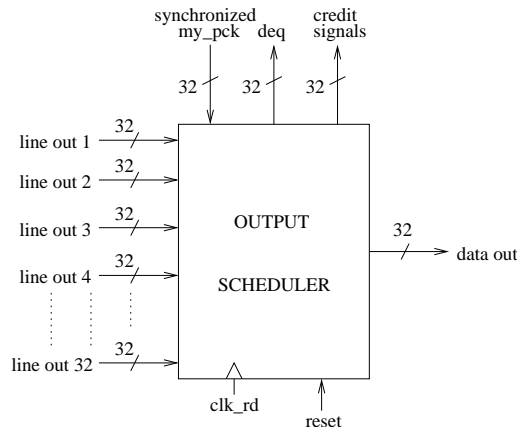 synchronized
my_pck
deq
credit
signals
32
32
32
line out 1
32
line out 2
32
line out 3
32
line out 4
32
line out 32
32
OUTPUT
SCHEDULER
32
data out
clk_rd
reset